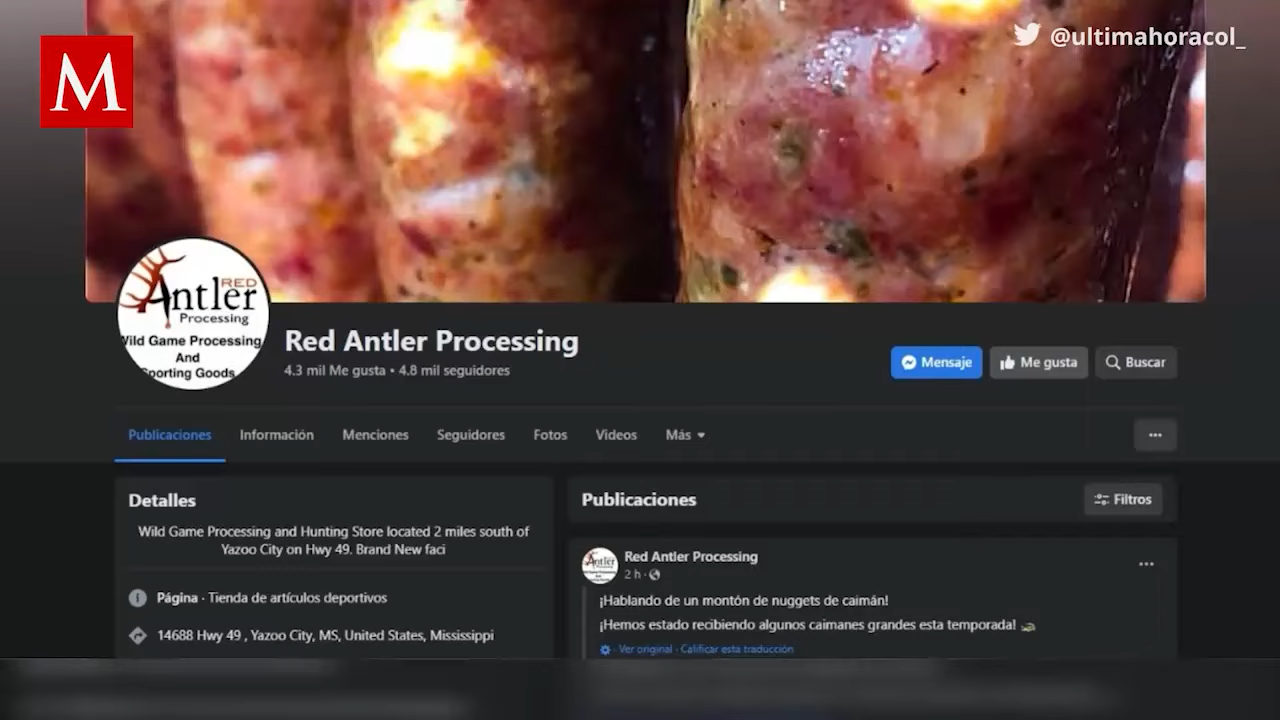 M
@ultimahoracol_
RED
Antler
Processing
Wild Game Processing
And
Sporting Goods
Red Antler Processing
4.3 mil Me gusta • 4.8 mil seguidores
Mensaje
Me gusta
Buscar
Publicaciones
Información
Menciones
Seguidores
Fotos
Videos
Más
Detalles
Wild Game Processing and Hunting Store located 2 miles south of
Yazoo City on Hwy 49. Brand New faci
Página · Tienda de artículos deportivos
14688 Hwy 49 , Yazoo City, MS, United States, Mississippi
Publicaciones
Filtros
Antler
Red Antler Processing
2 h ·
¡Hablando de un montón de nuggets de caimán!
¡Hemos estado recibiendo algunos caimanes grandes esta temporada!
· Ver original · Calificar esta traducción